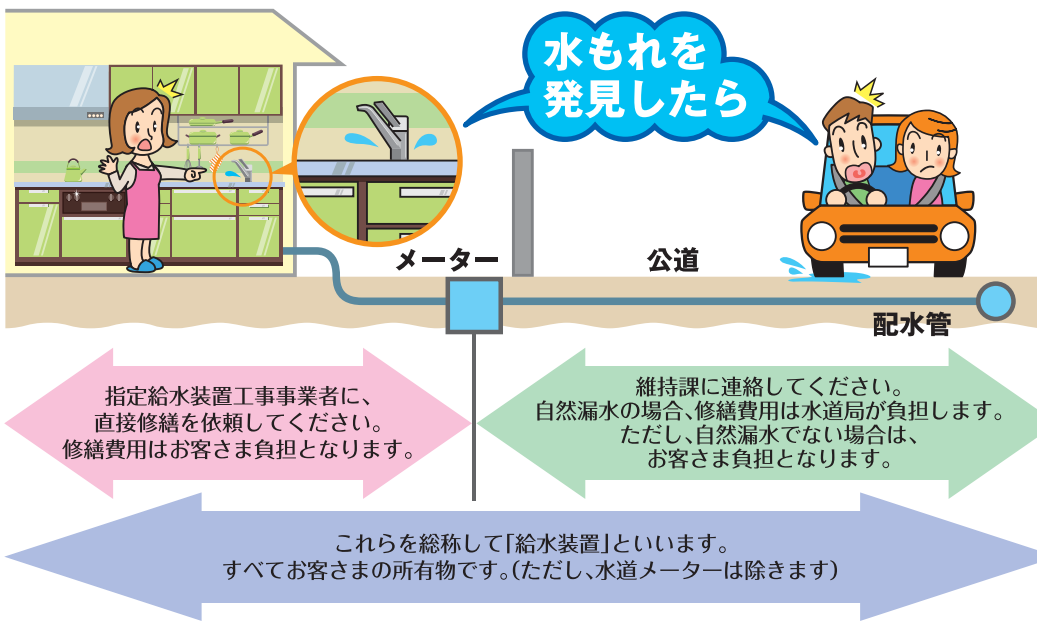 水もれを
発見したら
メーター
公道
配水管
指定給水装置工事事業者に、
直接修繕を依頼してください。
修繕費用はお客さま負担となります。
維持課に連絡してください。
自然漏水の場合、修繕費用は水道局が負担します。
ただし、自然漏水でない場合は、
お客さま負担となります。
これらを総称して「給水装置」といいます。
すべてお客さまの所有物です。（ただし、水道メーターは除きます）